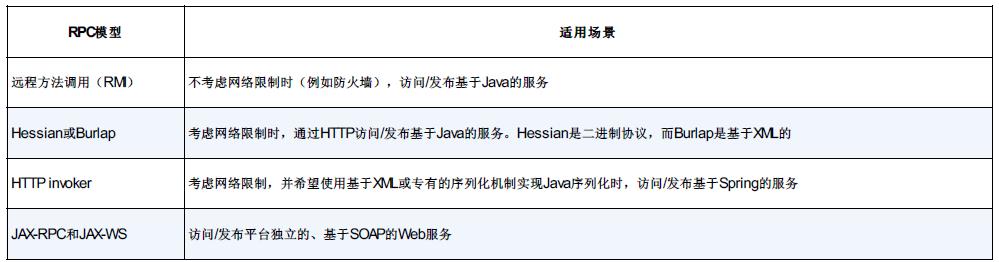 RPC模型 适用场景
远程方法调用（RMI） 不考虑网络限制时（例如防火墙），访问/发布基于Java的服务
Hessian或Burlap 考虑网络限制时，通过HTTP访问/发布基于Java的服务。Hessian是二进制协议，而Burlap是基于XML的
HTTP invoker 考虑网络限制，并希望使用基于XML或专有的序列化机制实现Java序列化时，访问/发布基于Spring的服务
JAX-RPC和JAX-WS 访问/发布平台独立的、基于SOAP的Web服务